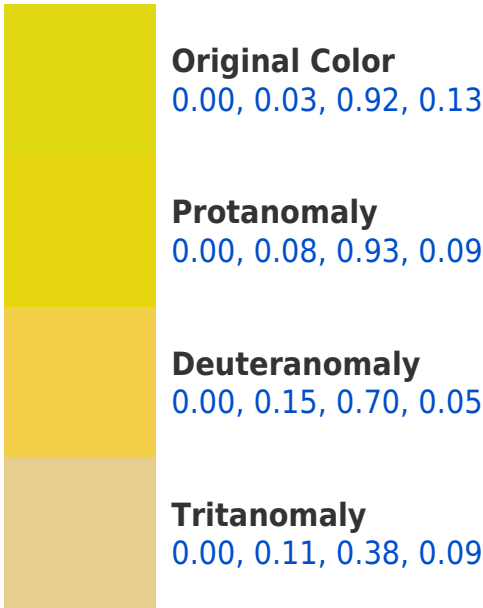 Original Color
0.00, 0.03, 0.92, 0.13
Protanomaly
0.00, 0.08, 0.93, 0.09
Deuteranomaly
0.00, 0.15, 0.70, 0.05
Tritanomaly
0.00, 0.11, 0.38, 0.09